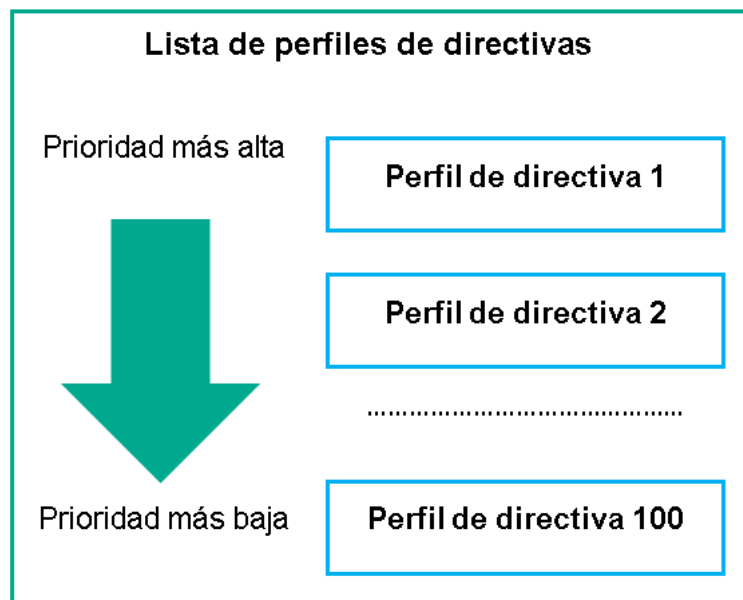 Lista de perfiles de directivas
Prioridad más alta
Perfil de directiva 1
Perfil de directiva 2
................................................
Prioridad más baja
Perfil de directiva 100